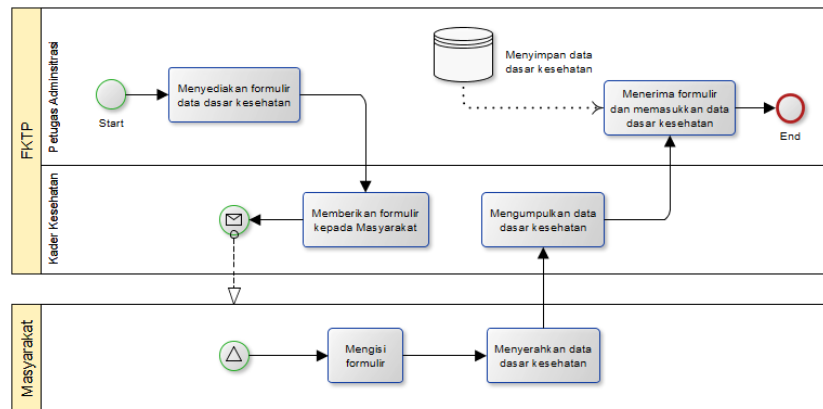 FKTP
Petugas Adminsitrasi
Start
Menyediakan formulir
data dasar kesehatan
Menyimpan data
dasar kesehatan
Menerima formulir
dan memasukkan data
dasar kesehatan
End
Kader Kesehatan
Memberikan formulir
kepada Masyarakat
Mengumpulkan data
dasar kesehatan
Masyarakat
Mengisi
formulir
Menyerahkan data
dasar kesehatan